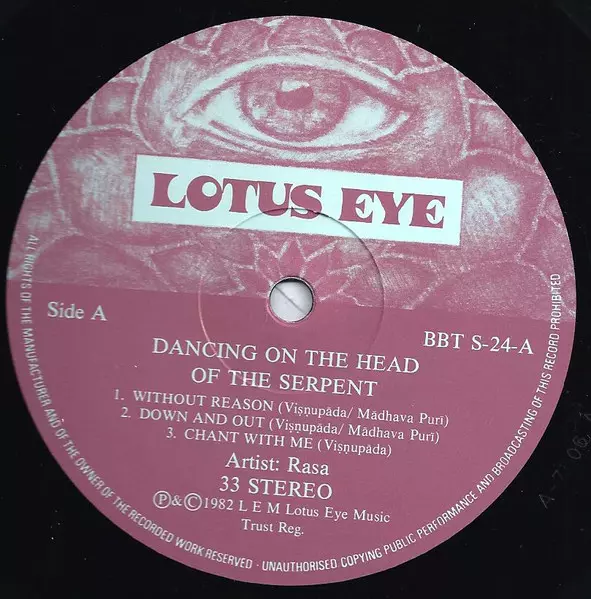 LOTUS EYE
Side A
BBT S-24-A
DANCING ON THE HEAD
OF THE SERPENT
1. WITHOUT REASON (Viṣṇupāda/ Mādhava Purī)
2. DOWN AND OUT (Viṣṇupāda/ Mādhava Purī)
3. CHANT WITH ME (Viṣṇupāda)
Artist: Rasa
33 STEREO
Ⓟ&Ⓒ1982 L E M Lotus Eye Music
Trust Reg.
ALL RIGHTS OF THE MANUFACTURER AND OF THE OWNER OF THE RECORDED WORK RESERVED - UNAUTHORISED COPYING PUBLIC PERFORMANCE AND BROADCASTING OF THIS RECORD PROHIBITED